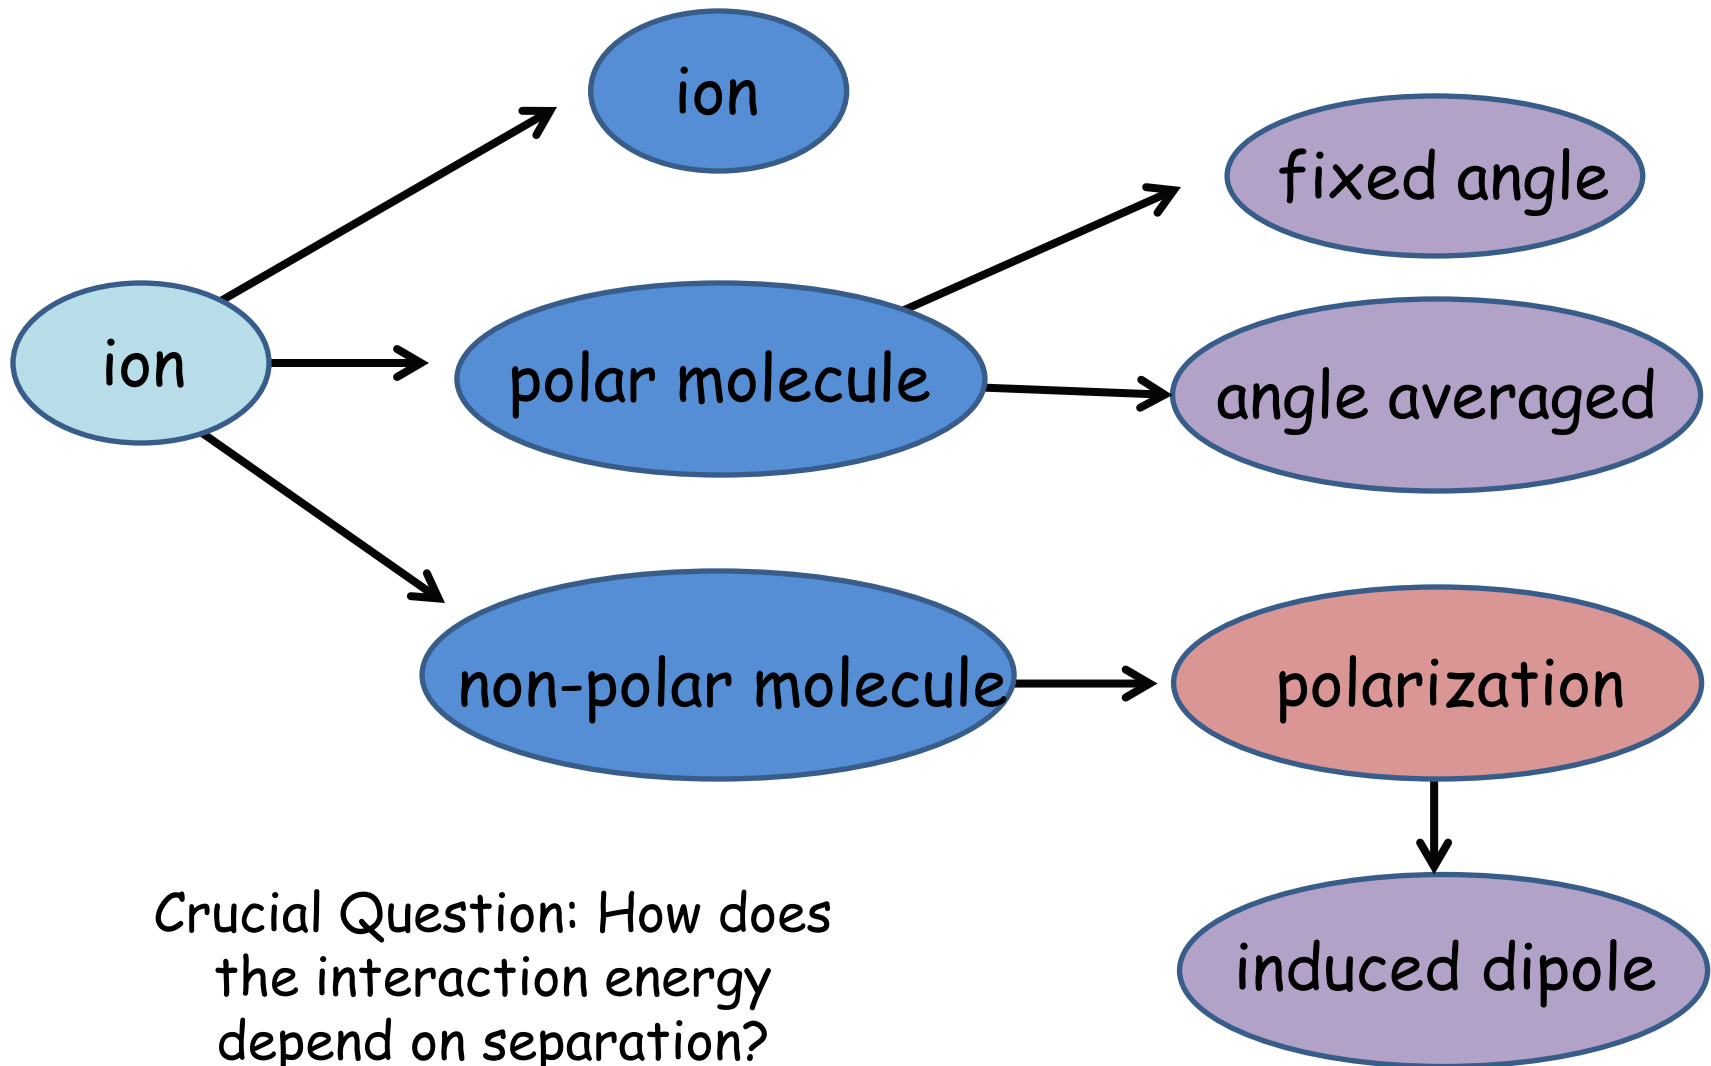 ion
fixed angle
ion
polar molecule
angle averaged
non-polar molecule
polarization
induced dipole
Crucial Question: How does
the interaction energy
depend on separation?